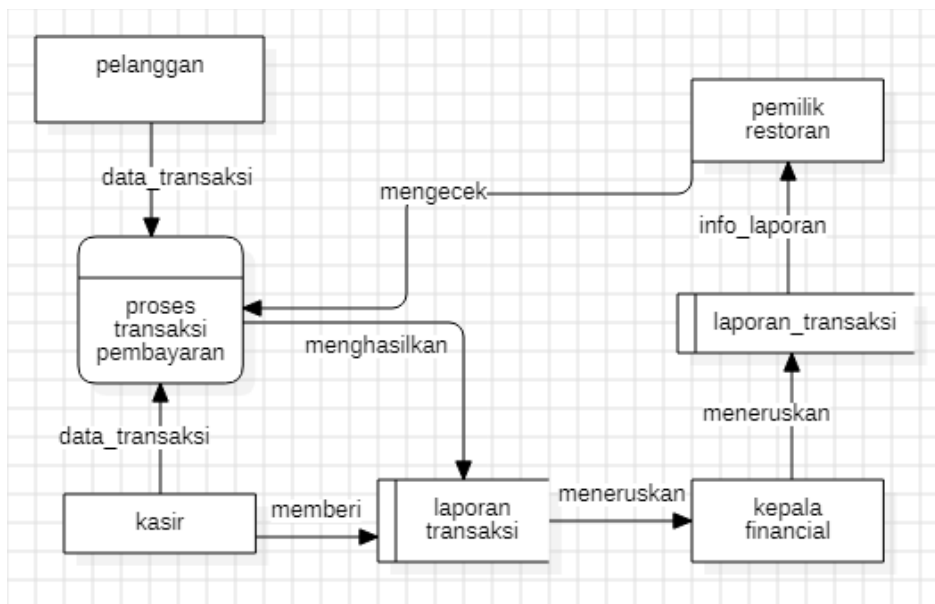 pelanggan
pemilik
restoran
data_transaksi
mengecek
info_laporan
proses
transaksi
pembayaran
laporan_transaksi
menghasilkan
meneruskan
data_transaksi
kasir
memberi
laporan
transaksi
meneruskan
kepala
financial